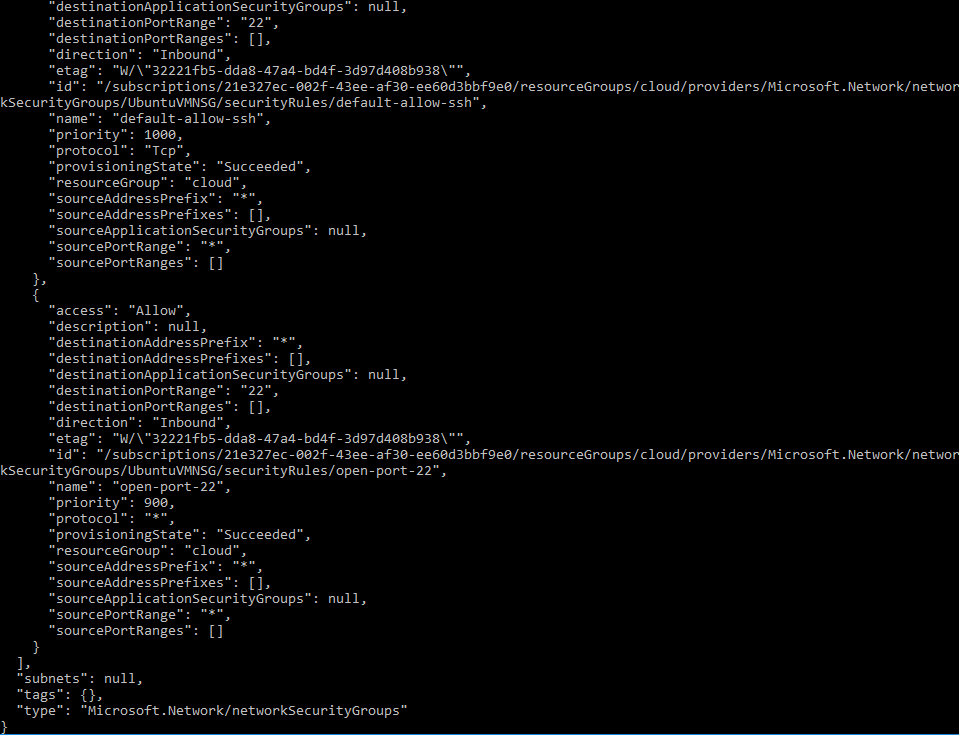 "destinationApplicationSecurityGroups": null,
"destinationPortRange": "22",
"destinationPortRanges": [],
"direction": "Inbound",
"etag": "W/\"32221fb5-dda8-47a4-bd4f-3d97d408b938\"",
"id": "/subscriptions/21e327ec-002f-43ee-af30-ee60d3bbf9e0/resourceGroups/cloud/providers/Microsoft.Network/networ
kSecurityGroups/UbuntuVMNSG/securityRules/default-allow-ssh",
"name": "default-allow-ssh",
"priority": 1000,
"protocol": "Tcp",
"provisioningState": "Succeeded",
"resourceGroup": "cloud",
"sourceAddressPrefix": "*",
"sourceAddressPrefixes": [],
"sourceApplicationSecurityGroups": null,
"sourcePortRange": "*",
"sourcePortRanges": []
},
{
"access": "Allow",
"description": null,
"destinationAddressPrefix": "*",
"destinationAddressPrefixes": [],
"destinationApplicationSecurityGroups": null,
"destinationPortRange": "22",
"destinationPortRanges": [],
"direction": "Inbound",
"etag": "W/\"32221fb5-dda8-47a4-bd4f-3d97d408b938\"",
"id": "/subscriptions/21e327ec-002f-43ee-af30-ee60d3bbf9e0/resourceGroups/cloud/providers/Microsoft.Network/networ
kSecurityGroups/UbuntuVMNSG/securityRules/open-port-22",
"name": "open-port-22",
"priority": 900,
"protocol": "*",
"provisioningState": "Succeeded",
"resourceGroup": "cloud",
"sourceAddressPrefix": "*",
"sourceAddressPrefixes": [],
"sourceApplicationSecurityGroups": null,
"sourcePortRange": "*",
"sourcePortRanges": []
}
],
"subnets": null,
"tags": {},
"type": "Microsoft.Network/networkSecurityGroups"
}